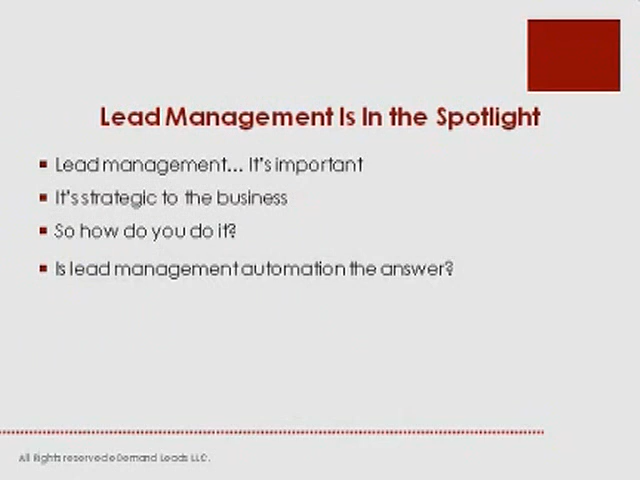 Lead Management Is In the Spotlight
Lead management... It's important
It's strategic to the business
So how do you do it?
Is lead management automation the answer?
All Rights reserved eDemand Leads LLC.